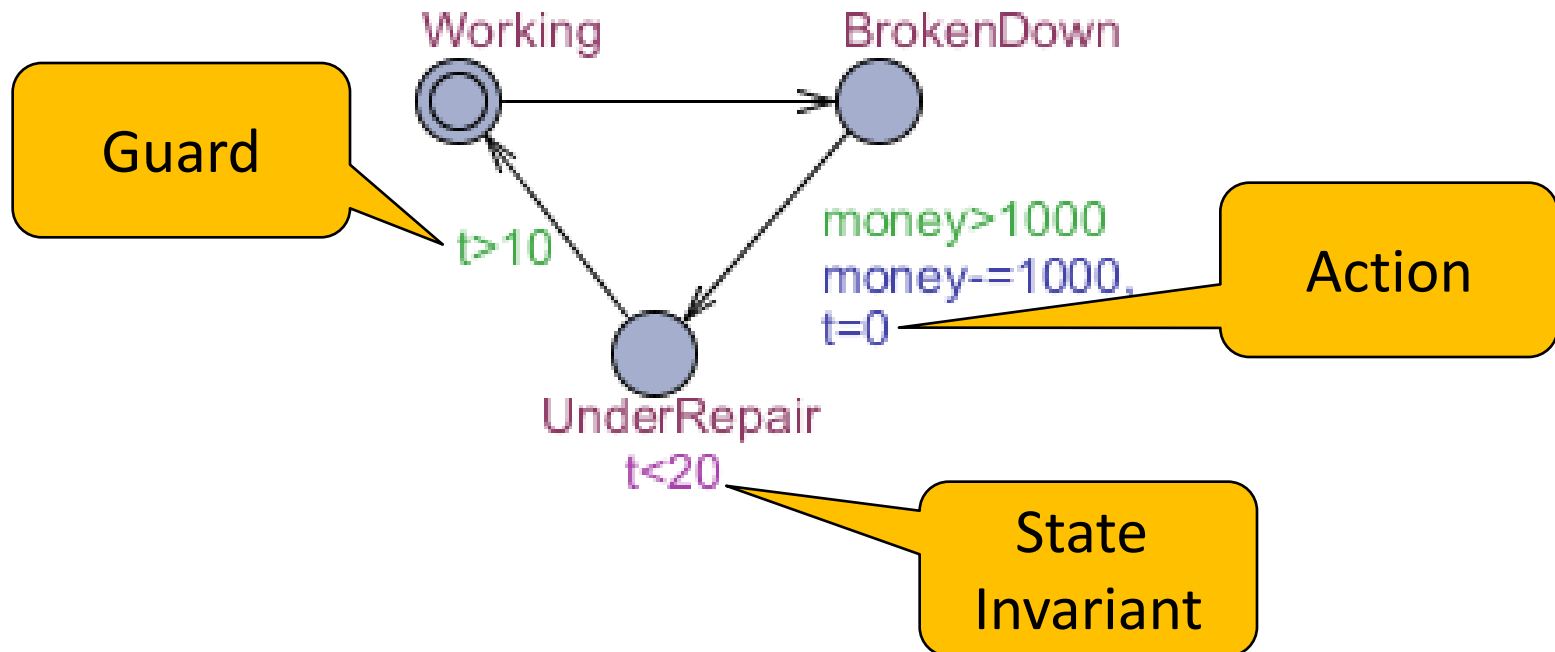 Working
BrokenDown
Guard
t>10
money>1000
money-=1000,
t=0
Action
UnderRepair
t<20
State
Invariant